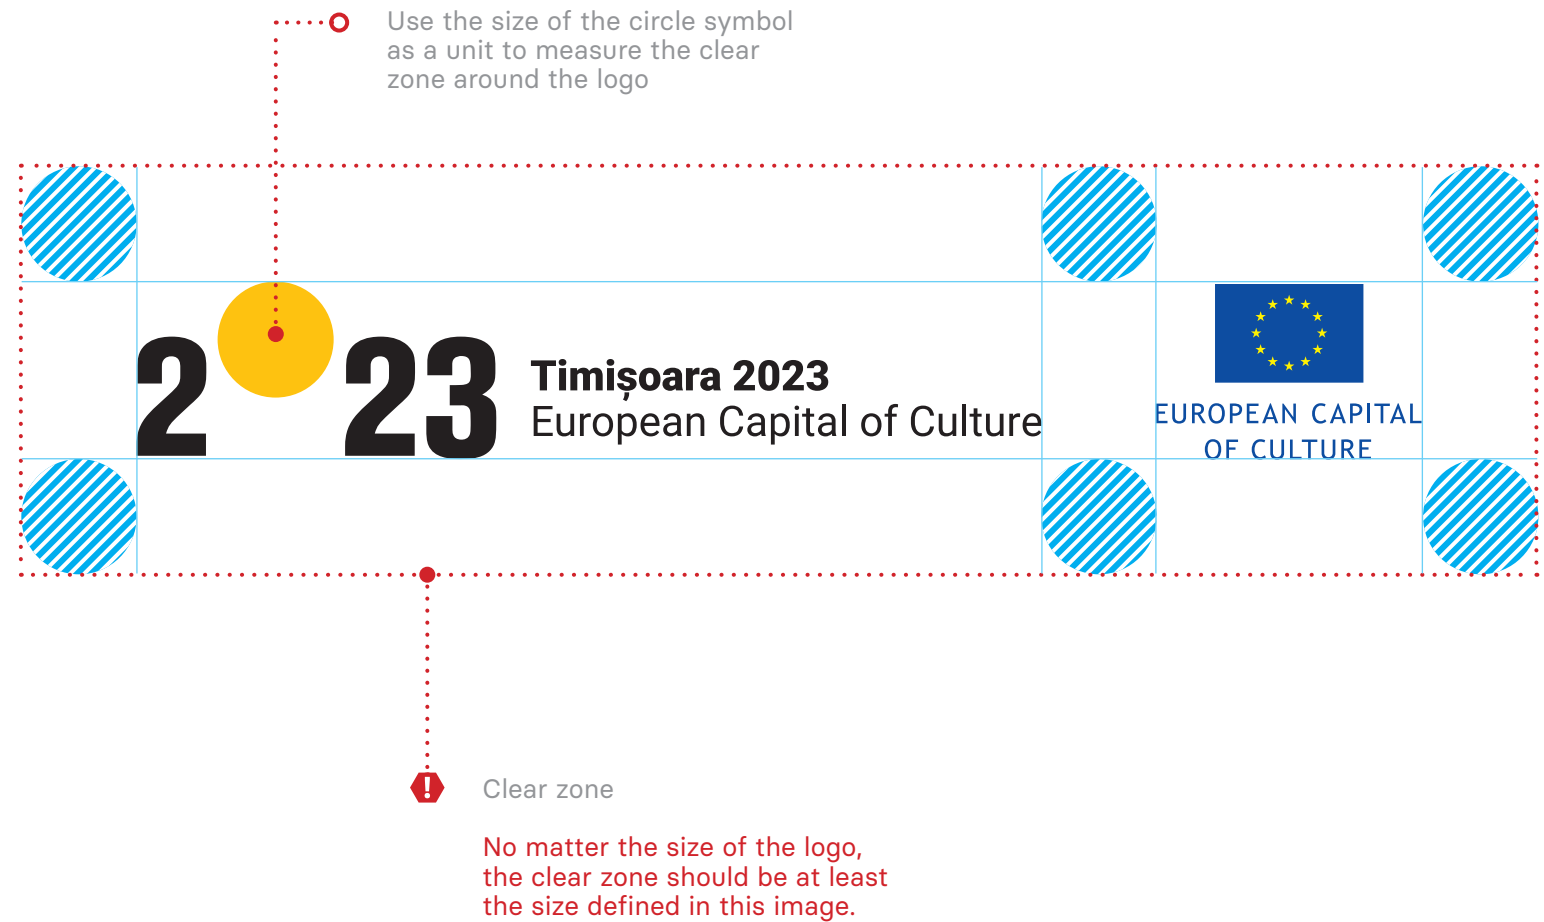 Use the size of the circle symbol
as a unit to measure the clear
zone around the logo
2 23
Timișoara 2023
European Capital of Culture
EUROPEAN CAPITAL
OF CULTURE
!
Clear zone
No matter the size of the logo,
the clear zone should be at least
the size defined in this image.